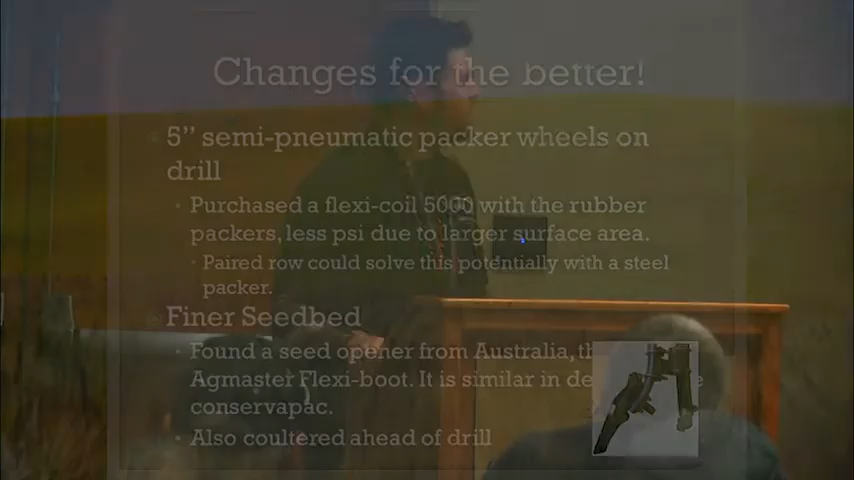 Changes for the better!
5” semi-pneumatic packer wheels on
drill
Purchased a flexi-coil 5000 with the rubber
packers, less psi due to larger surface area.
Paired row could solve this potentially with a steel
packer.
Finer Seedbed
Found a seed opener from Australia,
Agmaster Flexi-boot. It is similar in
conservapac.
Also coultered ahead of drill